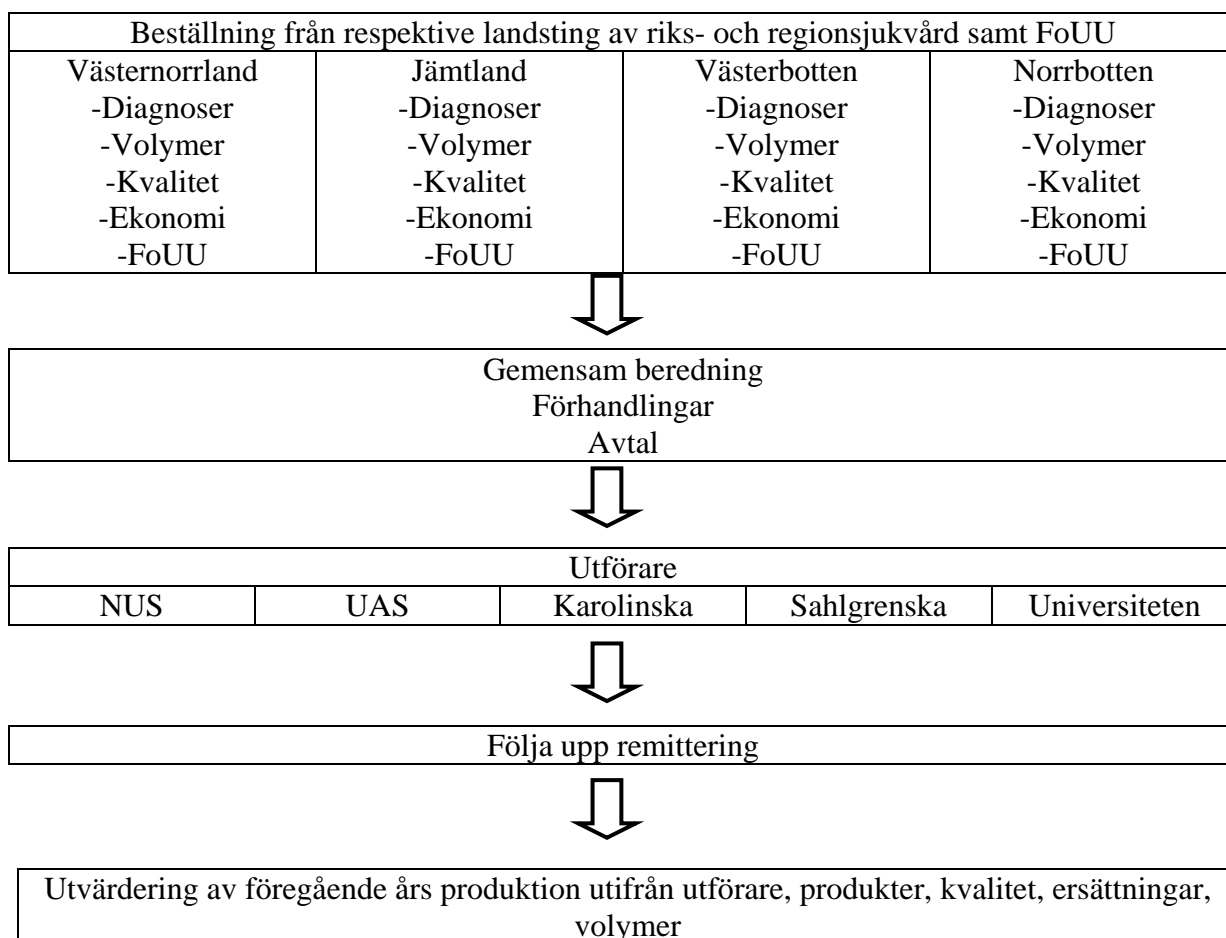 Beställning från respektive landsting av riks- och regionsjukvård samt FoUU
Västernorrland Jämtland Västerbotten Norrbotten
-Diagnoser -Diagnoser -Diagnoser -Diagnoser
-Volymer -Volymer -Volymer -Volymer
-Kvalitet -Kvalitet -Kvalitet -Kvalitet
-Ekonomi -Ekonomi -Ekonomi -Ekonomi
-FoUU -FoUU -FoUU -FoUU
Gemensam beredning
Förhandlingar
Avtal
Utförare
NUS UAS Karolinska Sahlgrenska Universiteten
Följa upp remittering
Utvärdering av föregående års produktion utifrån utförare, produkter, kvalitet, ersättningar,
volymer